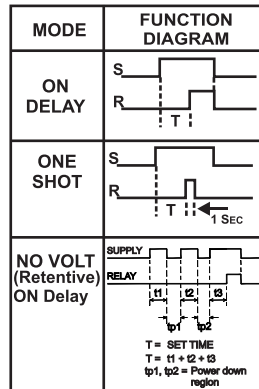 MODE
FUNCTION
DIAGRAM
ON
DELAY
S
R
T
ONE
SHOT
S
R
T
1 SEC
NO VOLT
(Retentive)
ON Delay
SUPPLY
RELAY
t1 t2 t3
tp1 tp2
T = SET TIME
T = t1 + t2 + t3
tp1, tp2 = Power down
region